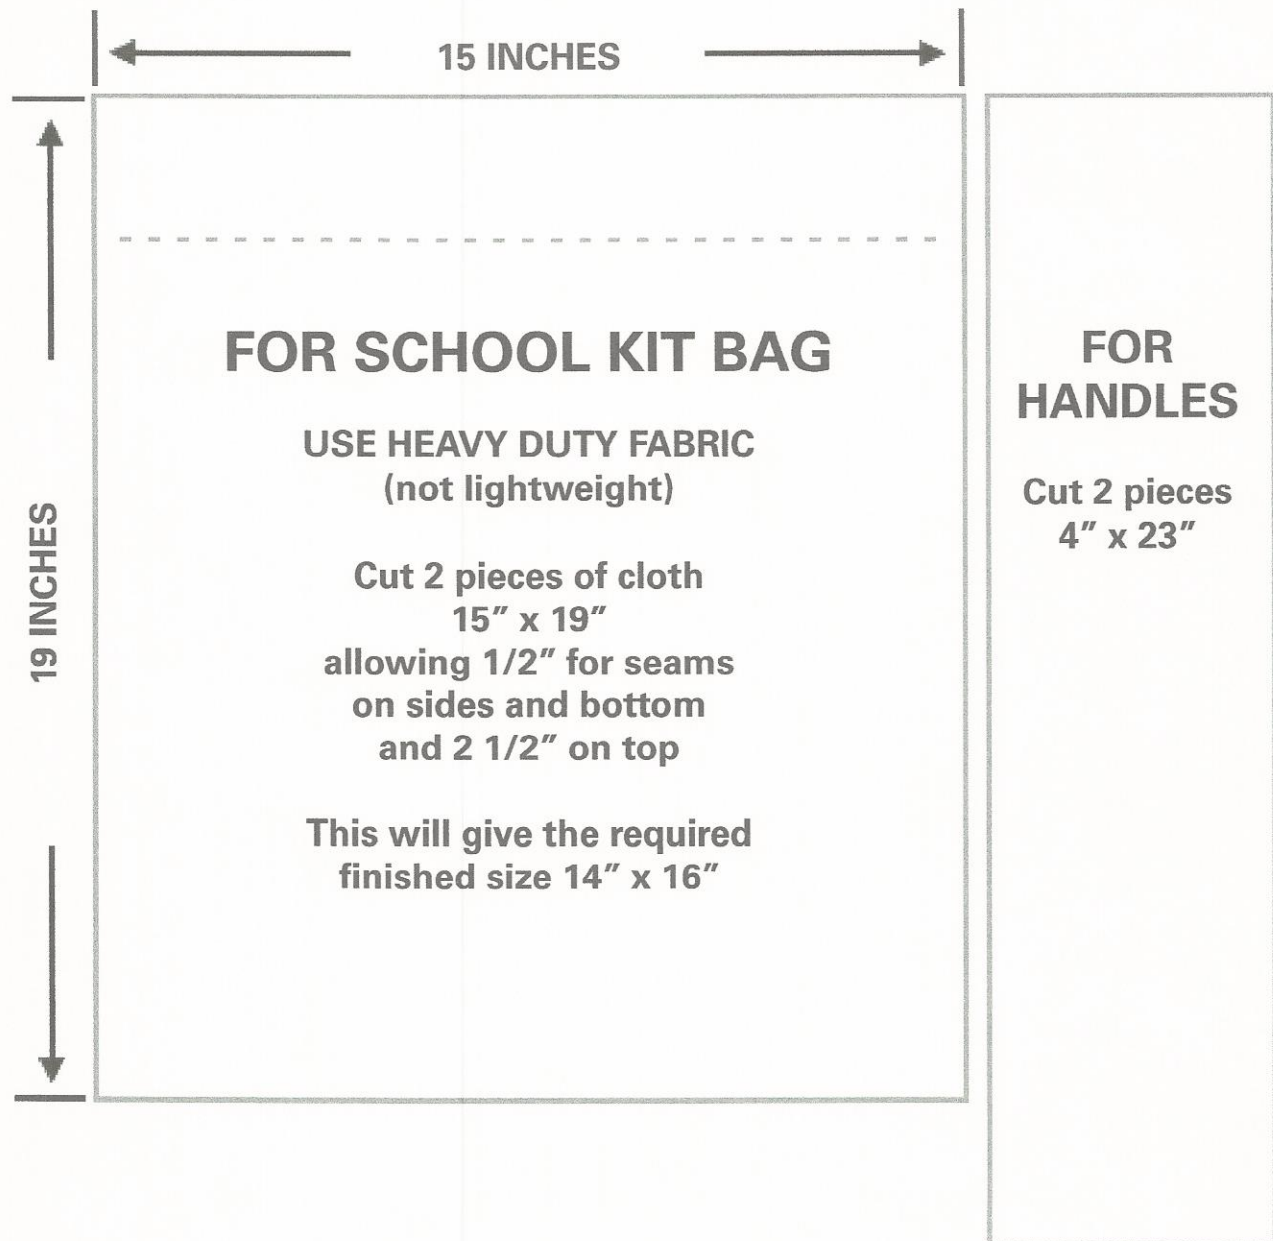 15 INCHES
19 INCHES
FOR SCHOOL KIT BAG
USE HEAVY DUTY FABRIC
(not lightweight)
Cut 2 pieces of cloth
15″ x 19″
allowing 1/2″ for seams
on sides and bottom
and 2 1/2″ on top
This will give the required
finished size 14″ x 16″
FOR
HANDLES
Cut 2 pieces
4″ x 23″